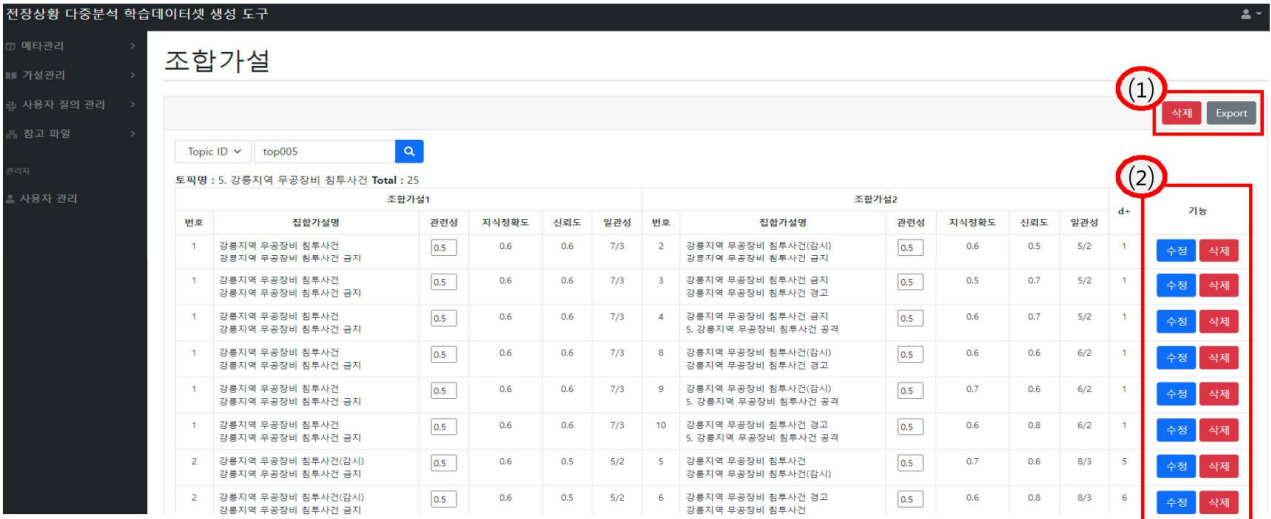 전장상황 다중분석 학습데이터셋 생성 도구
메타관리
가설관리
사용자 질의 관리
참고 파일
관리자
사용자 관리
조합가설
(1)
삭제 Export
Topic ID top005
토픽명 : 5. 강릉지역 무공장비 침투사건 Total : 25
(2)
조합가설1 조합가설2 d+ 기능
번호 집합가설명 관련성 지식정확도 신뢰도 일관성 번호 집합가설명 관련성 지식정확도 신뢰도 일관성
1 강릉지역 무공장비 침투사건 0.5 0.6 0.6 7/3 2 강릉지역 무공장비 침투사건(감시) 0.5 0.6 0.5 5/2 1 수정 삭제
강릉지역 무공장비 침투사건 금지 강릉지역 무공장비 침투사건 금지
1 강릉지역 무공장비 침투사건 0.5 0.6 0.6 7/3 3 강릉지역 무공장비 침투사건 금지 0.5 0.5 0.7 5/2 1 수정 삭제
강릉지역 무공장비 침투사건 금지 강릉지역 무공장비 침투사건 경고
1 강릉지역 무공장비 침투사건 0.5 0.6 0.6 7/3 4 강릉지역 무공장비 침투사건 금지 0.5 0.6 0.7 5/2 1 수정 삭제
강릉지역 무공장비 침투사건 금지 5. 강릉지역 무공장비 침투사건 공격
1 강릉지역 무공장비 침투사건 0.5 0.6 0.6 7/3 8 강릉지역 무공장비 침투사건(감시) 0.5 0.6 0.6 6/2 1 수정 삭제
강릉지역 무공장비 침투사건 금지 강릉지역 무공장비 침투사건 경고
1 강릉지역 무공장비 침투사건 0.5 0.6 0.6 7/3 9 강릉지역 무공장비 침투사건(감시) 0.5 0.7 0.6 6/2 1 수정 삭제
강릉지역 무공장비 침투사건 금지 5. 강릉지역 무공장비 침투사건 공격
1 강릉지역 무공장비 침투사건 0.5 0.6 0.6 7/3 10 강릉지역 무공장비 침투사건 경고 0.5 0.6 0.8 6/2 1 수정 삭제
강릉지역 무공장비 침투사건 금지 5. 강릉지역 무공장비 침투사건 공격
2 강릉지역 무공장비 침투사건(감시) 0.5 0.6 0.5 5/2 5 강릉지역 무공장비 침투사건 0.5 0.7 0.6 8/3 5 수정 삭제
강릉지역 무공장비 침투사건 금지 강릉지역 무공장비 침투사건(감시)
2 강릉지역 무공장비 침투사건(감시) 0.5 0.6 0.5 5/2 6 강릉지역 무공장비 침투사건 경고 0.5 0.6 0.8 8/3 6 수정 삭제
강릉지역 무공장비 침투사건 금지 강릉지역 무공장비 침투사건